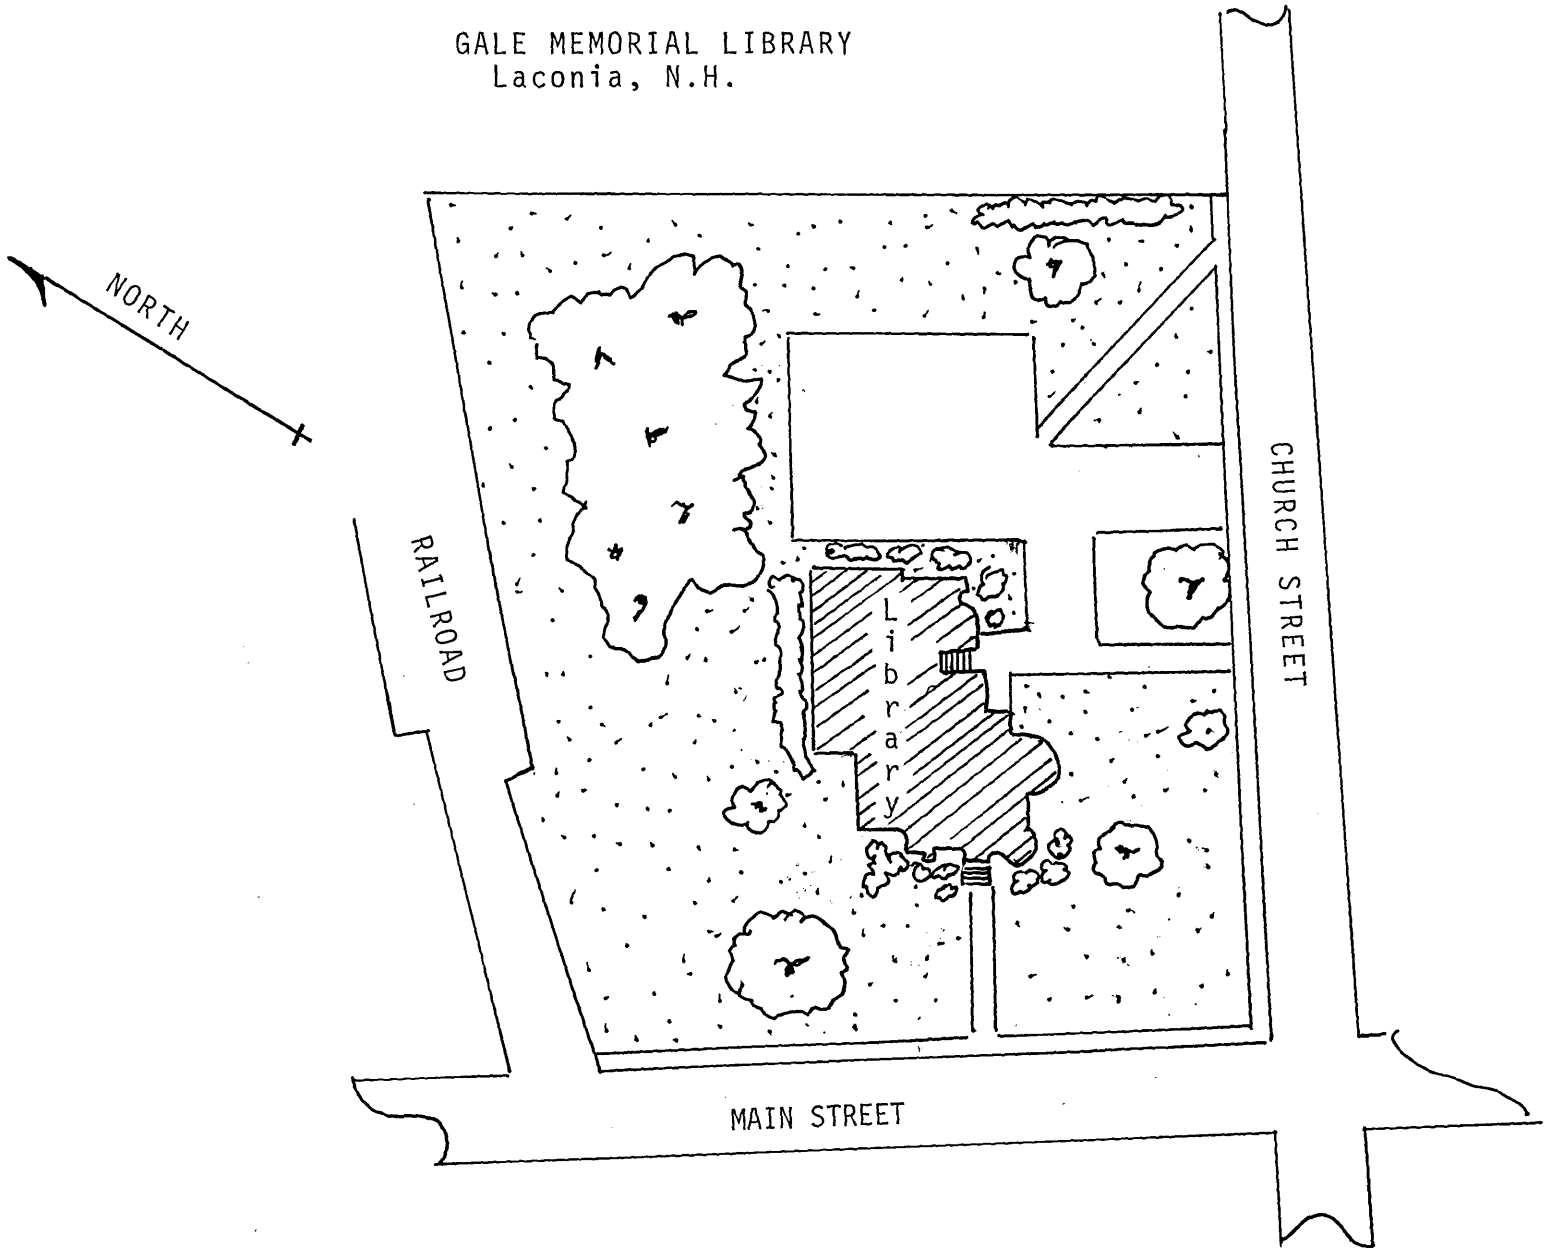 GALE MEMORIAL LIBRARY
Laconia, N.H.
NORTH
RAILROAD
Library
CHURCH STREET
MAIN STREET